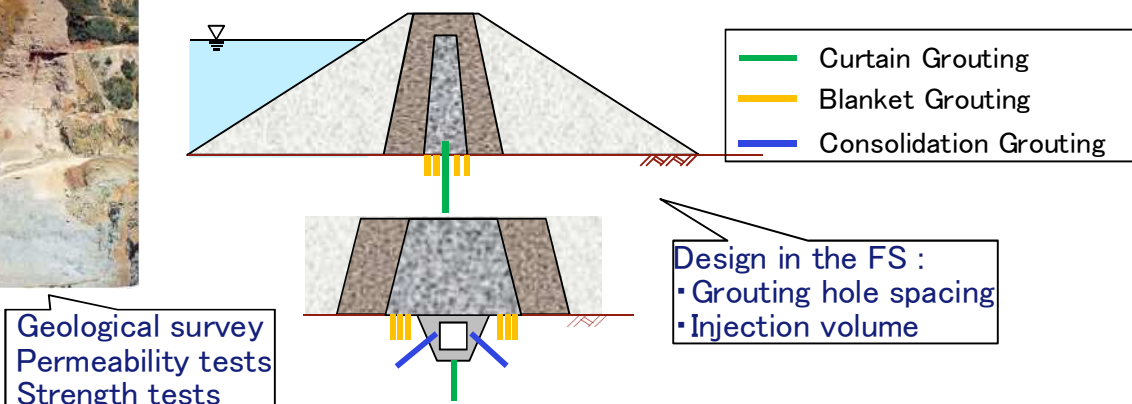 Curtain Grouting
Blanket Grouting
Consolidation Grouting
Design in the FS :
・Grouting hole spacing
・Injection volume
Geological survey
Permeability tests
Strength tests